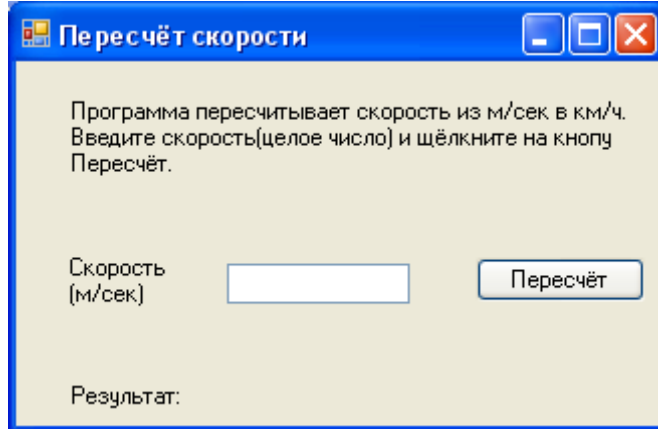 Пересчёт скорости
Программа пересчитывает скорость из м/сек в км/ч.
Введите скорость(целое число) и щёлкните на кнопу
Пересчёт.
Скорость
(м/сек)
Пересчёт
Результат: